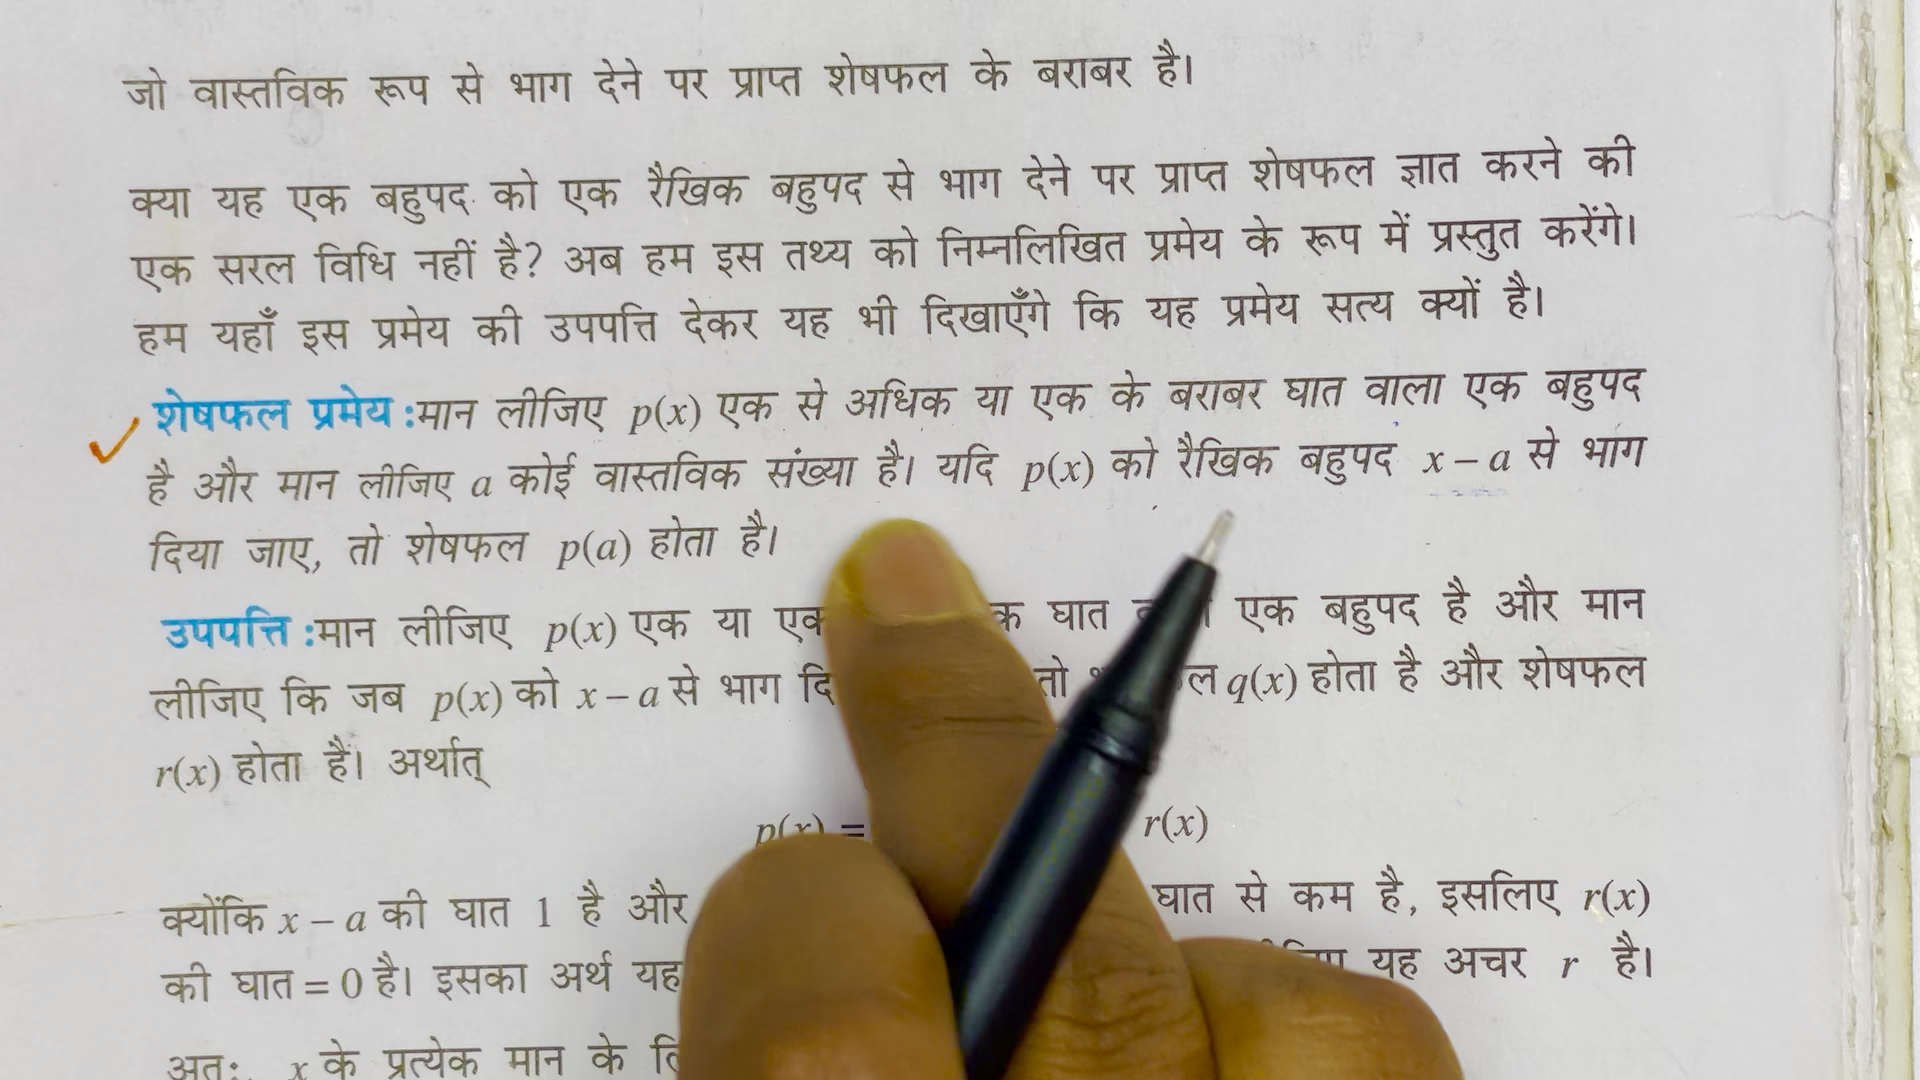 जो वास्तविक रूप से भाग देने पर प्राप्त शेषफल के बराबर है।
क्या यह एक बहुपद को एक रैखिक बहुपद से भाग देने पर प्राप्त शेषफल ज्ञात करने की
एक सरल विधि नहीं है? अब हम इस तथ्य को निम्नलिखित प्रमेय के रूप में प्रस्तुत करेंगे।
हम यहाँ इस प्रमेय की उपपत्ति देकर यह भी दिखाएँगे कि यह प्रमेय सत्य क्यों है।
शेषफल प्रमेय :मान लीजिए p(x) एक से अधिक या एक के बराबर घात वाला एक बहुपद
है और मान लीजिए a कोई वास्तविक संख्या है। यदि p(x) को रैखिक बहुपद x – a से भाग
दिया जाए, तो शेषफल p(a) होता है।
उपपत्ति :मान लीजिए p(x) एक या एक घात एक बहुपद है और मान
लीजिए कि जब p(x) को x – a से भाग तो q(x) होता है और शेषफल
r(x) होता है। अर्थात्
p(x) = r(x)
क्योंकि x – a की घात 1 है और घात से कम है, इसलिए r(x)
की घात = 0 है। इसका अर्थ यह यह अचर r है।
अतः, x के प्रत्येक मान के